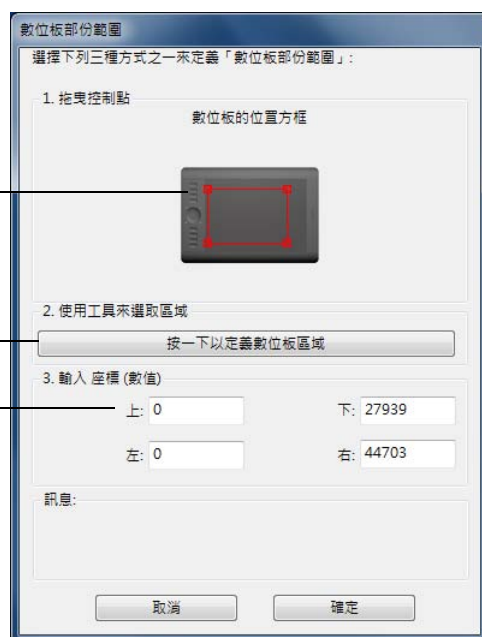 數位板部份範圍
選擇下列三種方式之一來定義「數位板部份範圍」:
1. 拖曳控制點
數位板的位置方框
2. 使用工具來選取區域
按一下以定義數位板區域
3. 輸入 座標 (數值)
上: 0 下: 27939
左: 0 右: 44703
訊息:
取消 確定